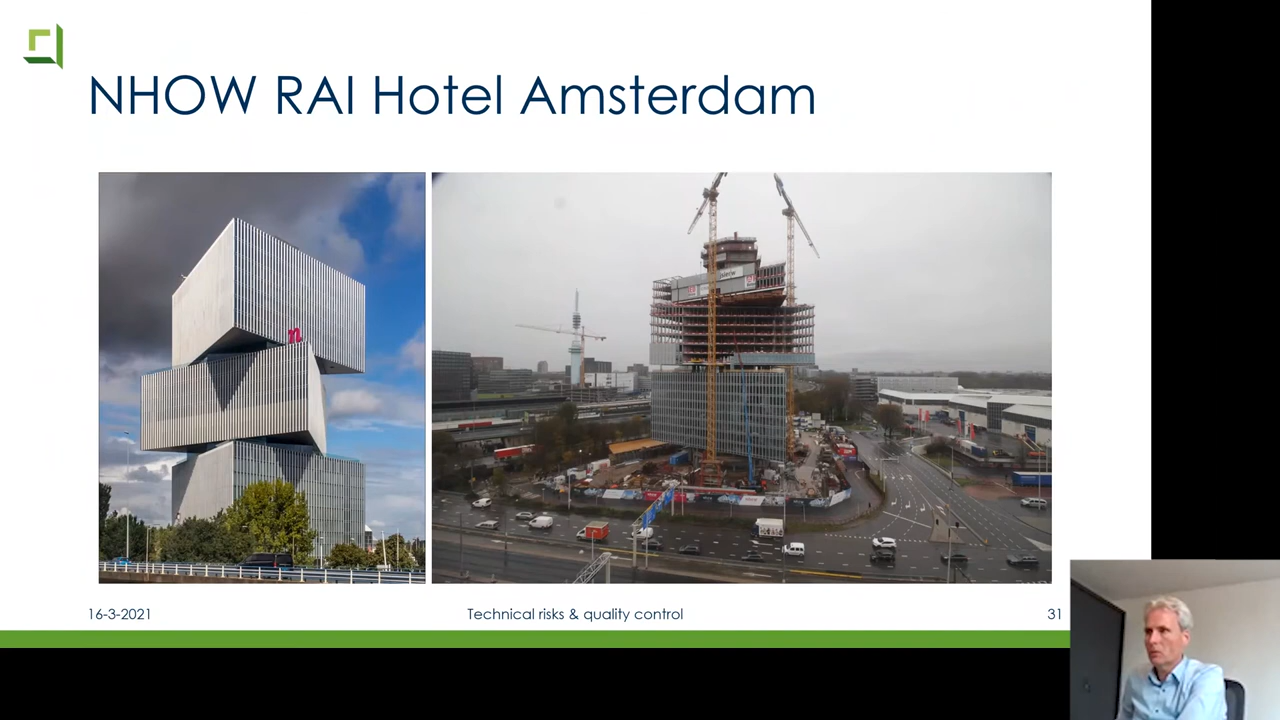 NHOW RAI Hotel Amsterdam
n
16-3-2021
Technical risks & quality control
31